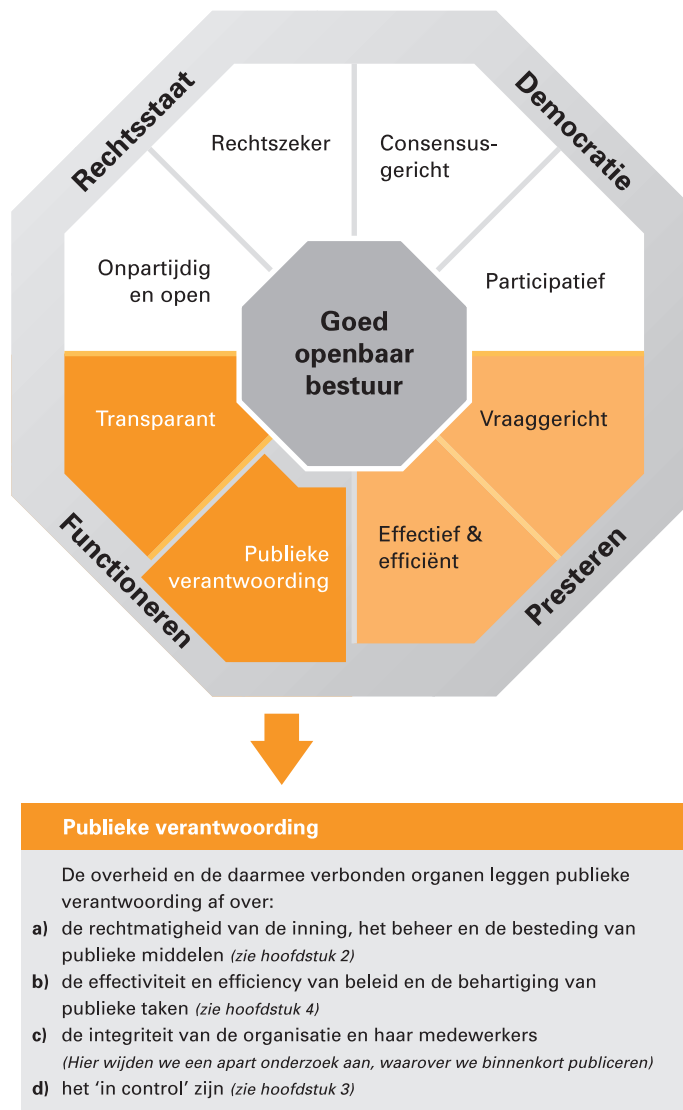 Rechtsstaat
Democratie
Rechtszeker
Consensus-
gericht
Onpartijdig
en open
Participatief
Goed
openbaar
bestuur
Transparant
Vraaggericht
Publieke
verantwoording
Effectief &
efficiënt
Functioneren
Presteren
Publieke verantwoording
De overheid en de daarmee verbonden organen leggen publieke
verantwoording af over:
a) de rechtmatigheid van de inning, het beheer en de besteding van
publieke middelen (zie hoofdstuk 2)
b) de effectiviteit en efficiency van beleid en de behartiging van
publieke taken (zie hoofdstuk 4)
c) de integriteit van de organisatie en haar medewerkers
(Hier wijden we een apart onderzoek aan, waarover we binnenkort publiceren)
d) het ‘in control’ zijn (zie hoofdstuk 3)